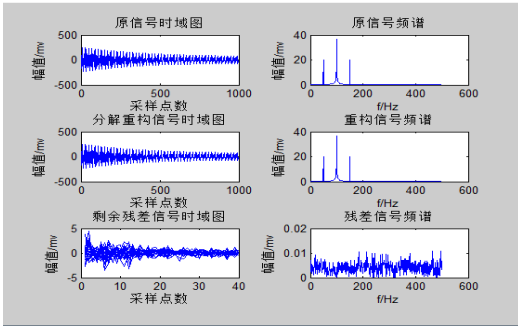 原信号时域图
原信号频谱
500
0
-500
幅值/mv
0
500
1000
采样点数
40
20
0
幅值/mv
0
200
400
600
f/Hz
分解重构信号时域图
重构信号频谱
500
0
-500
幅值/mv
0
500
1000
采样点数
40
20
0
幅值/mv
0
200
400
600
f/Hz
剩余残差信号时域图
残差信号频谱
5
0
-5
幅值/mv
0
10
20
30
40
采样点数
0.02
0.01
0
幅值/mv
0
200
400
600
f/Hz